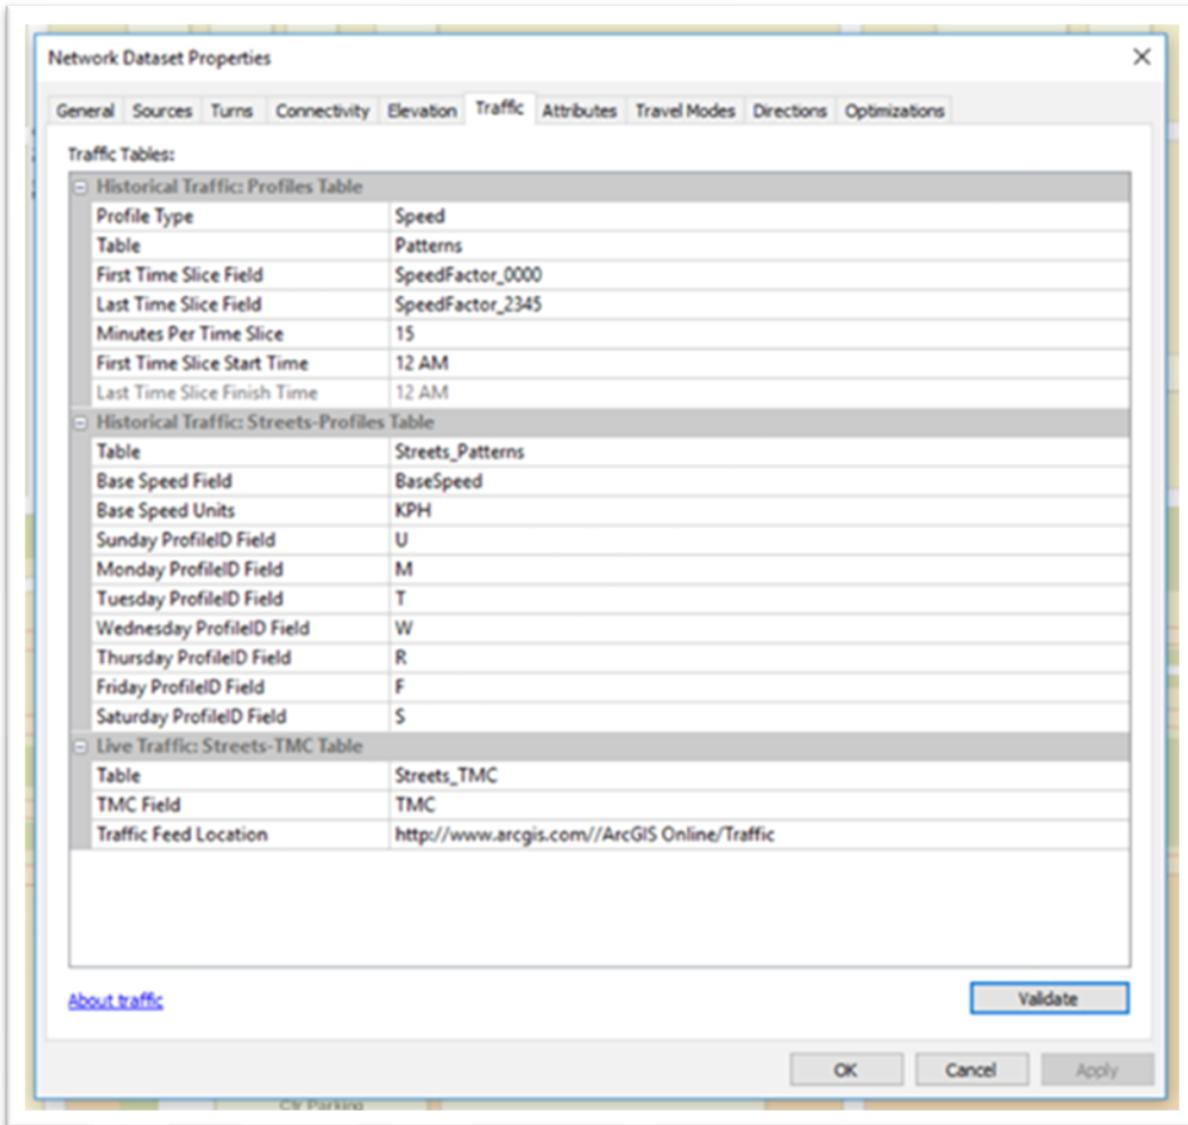 Network Dataset Properties
General Sources Turns Connectivity Elevation Traffic Attributes Travel Modes Directions Optimizations
Traffic Tables:
Historical Traffic: Profiles Table
Profile Type Speed
Table Patterns
First Time Slice Field SpeedFactor_0000
Last Time Slice Field SpeedFactor_2345
Minutes Per Time Slice 15
First Time Slice Start Time 12 AM
Last Time Slice Finish Time 12 AM
Historical Traffic: Streets-Profiles Table
Table Streets_Patterns
Base Speed Field BaseSpeed
Base Speed Units KPH
Sunday ProfileID Field U
Monday ProfileID Field M
Tuesday ProfileID Field T
Wednesday ProfileID Field W
Thursday ProfileID Field R
Friday ProfileID Field F
Saturday ProfileID Field S
Live Traffic: Streets-TMC Table
Table Streets_TMC
TMC Field TMC
Traffic Feed Location http://www.arcgis.com//ArcGIS Online/Traffic
About traffic Validate
OK Cancel Apply
Ctr Parking